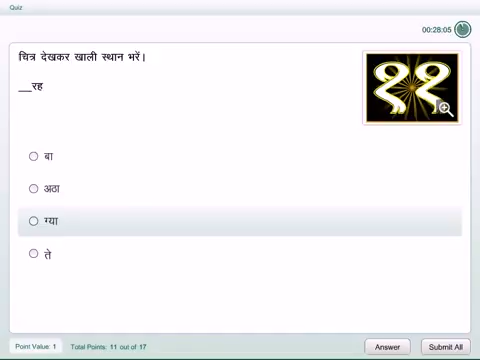 Quiz
00:28:05
चित्र देखकर खाली स्थान भरें।
__रह
११
बा
अठा
ग्या
ते
Point Value: 1 Total Points: 11 out of 17 Answer Submit All